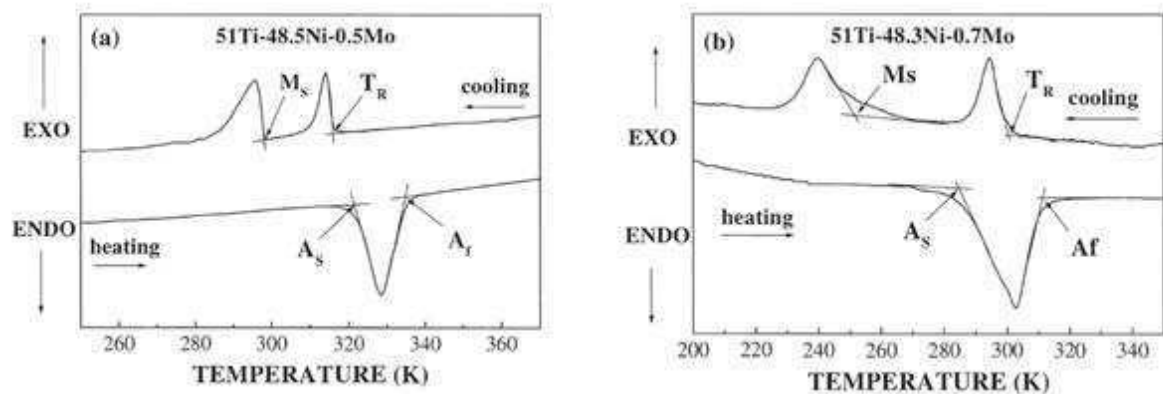 (a)
51Ti-48.5Ni-0.5Mo
M_S
T_R
cooling
EXO
ENDO
heating
A_S
A_f
260 280 300 320 340 360
TEMPERATURE (K)
(b)
51Ti-48.3Ni-0.7Mo
Ms
T_R
cooling
EXO
ENDO
heating
A_S
Af
200 220 240 260 280 300 320 340
TEMPERATURE (K)